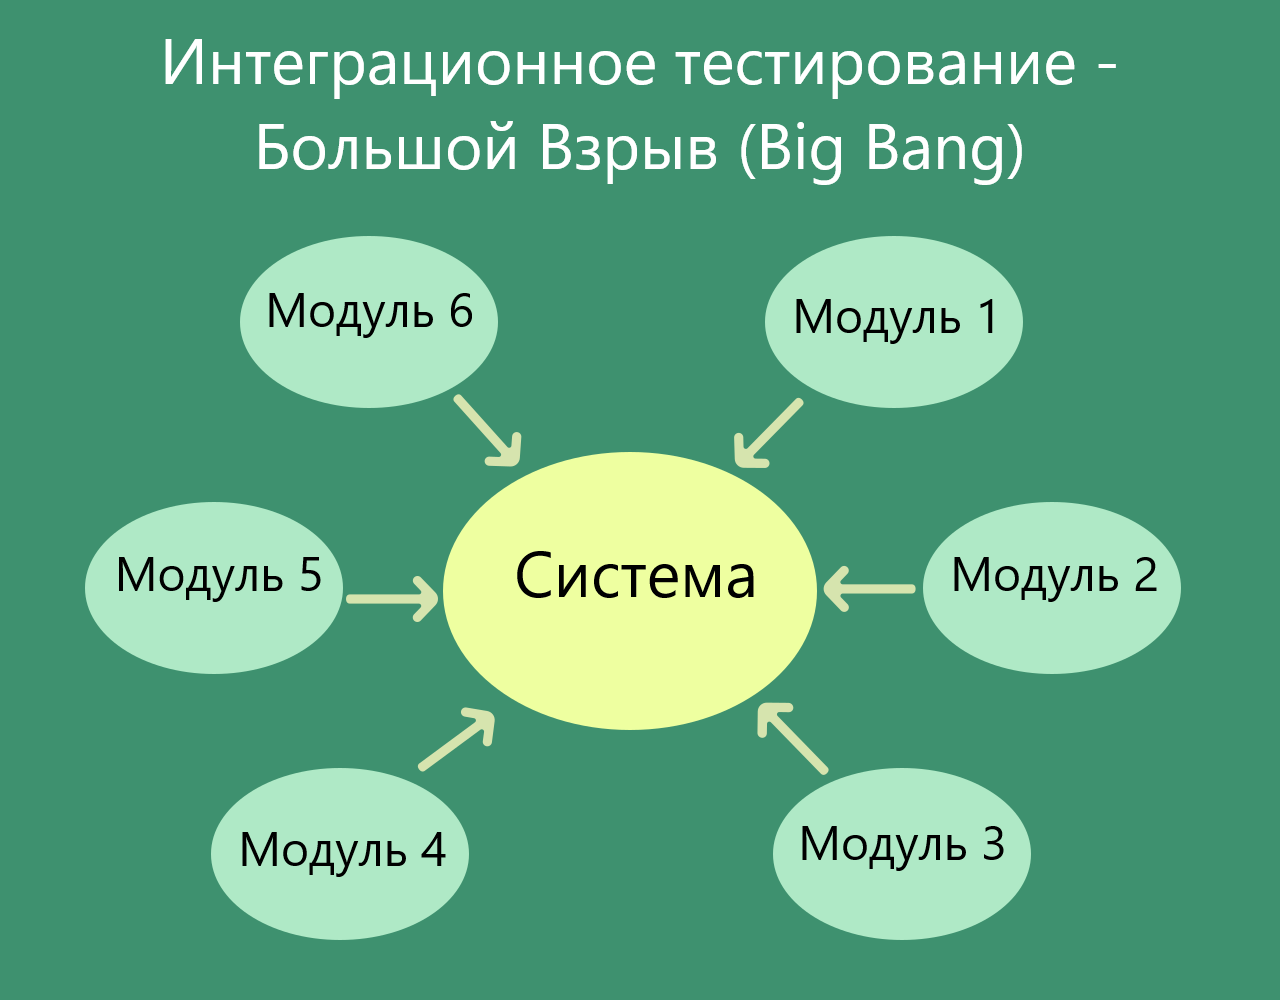 Интеграционное тестирование -
Большой Взрыв (Big Bang)
Модуль 6
Модуль 1
Модуль 5
Система
Модуль 2
Модуль 4
Модуль 3